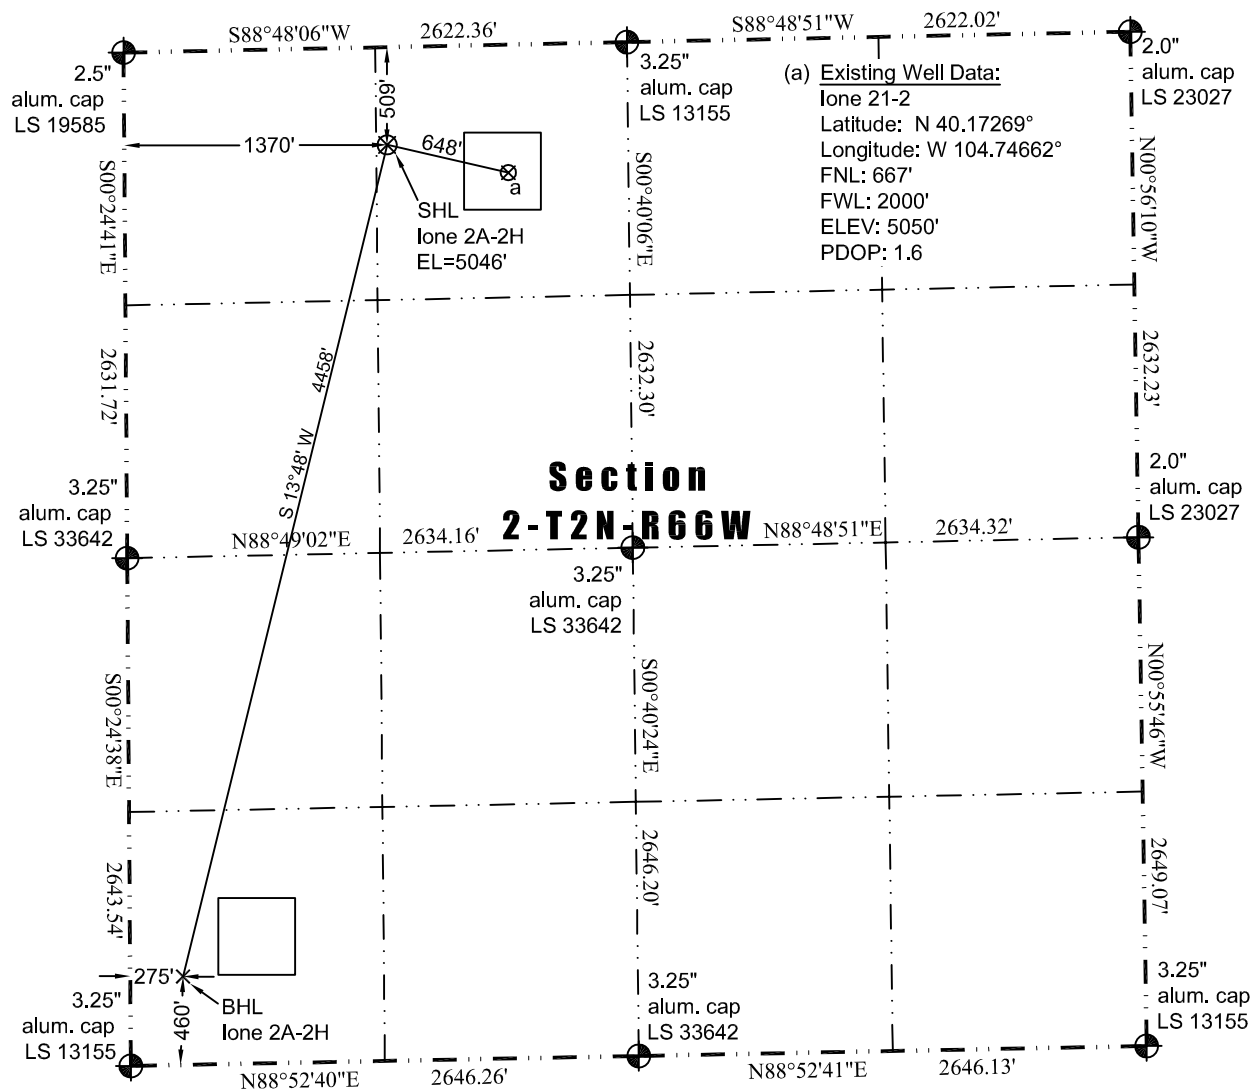 S88°48'06"W 2622.36' S88°48'51"W 2622.02'
2.5"
alum. cap
LS 19585
3.25"
alum. cap
LS 13155
2.0"
alum. cap
LS 23027
(a) Existing Well Data:
Ione 21-2
Latitude: N 40.17269°
Longitude: W 104.74662°
FNL: 667'
FWL: 2000'
ELEV: 5050'
PDOP: 1.6
509'
1370'
648'
a
SHL
Ione 2A-2H
EL=5046'
S00°24'41"E
S00°40'06"E
N00°56'10"W
2631.72'
4458'
S 13°48' W
2632.30'
2632.23'
Section
2-T2N-R66W
3.25"
alum. cap
LS 33642
2.0"
alum. cap
LS 23027
N88°49'02"E 2634.16' N88°48'51"E 2634.32'
3.25"
alum. cap
LS 33642
S00°24'38"E
S00°40'24"E
N00°55'46"W
2643.54'
2646.20'
2649.07'
275'
460'
BHL
Ione 2A-2H
3.25"
alum. cap
LS 13155
3.25"
alum. cap
LS 33642
3.25"
alum. cap
LS 13155
N88°52'40"E 2646.26' N88°52'41"E 2646.13'